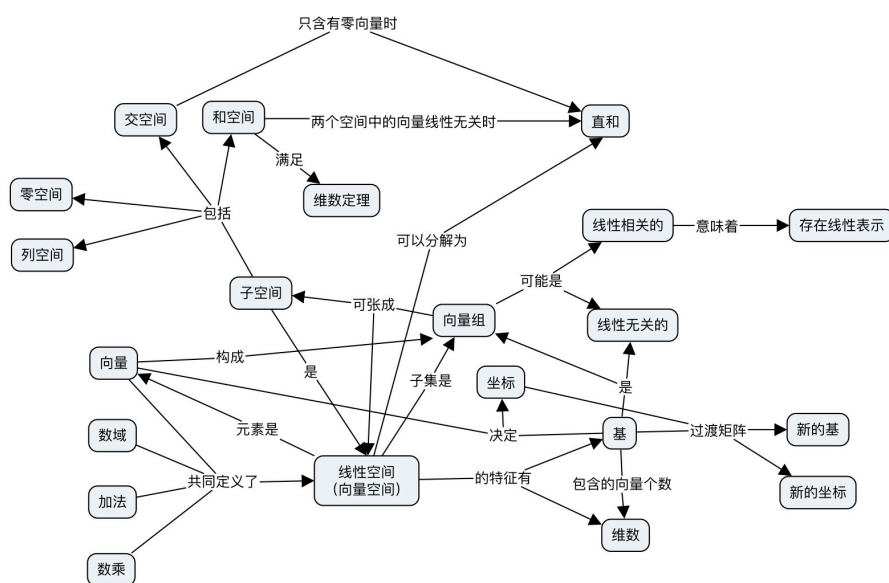 只含有零向量时
交空间
和空间
两个空间中的向量线性无关时
直和
满足
零空间
包括
维数定理
列空间
可以分解为
线性相关的
意味着
存在线性表示
子空间
可张成
向量组
可能是
线性无关的
向量
构成
是
子集是
坐标
是
数域
元素是
决定
基
过渡矩阵
新的基
加法
共同定义了
线性空间
（向量空间）
的特征有
包含的向量个数
新的坐标
维数
数乘